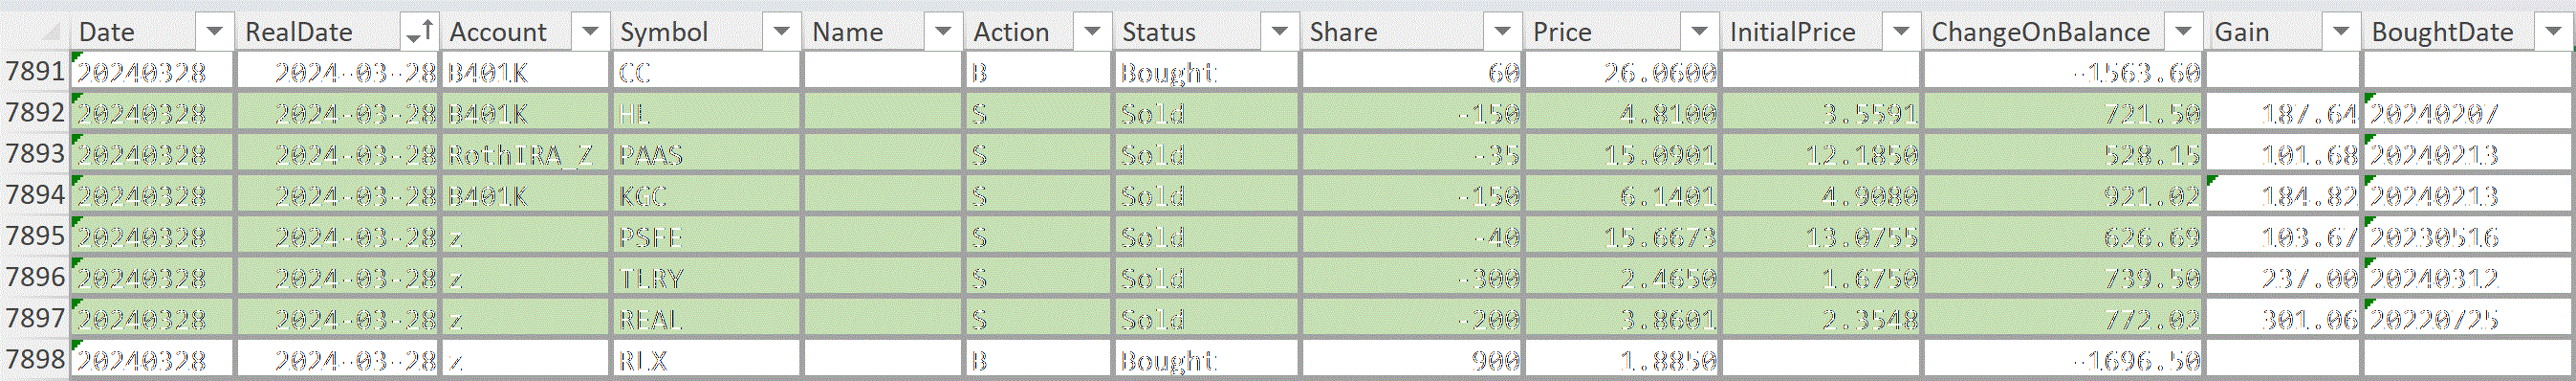 Date RealDate Account Symbol Name Action Status Share Price InitialPrice ChangeOnBalance Gain BoughtDate
7891 20240328 2024-03-28 B401K CC B Bought 60 26.0600 -1563.60
7892 20240328 2024-03-28 B401K HL S Sold -150 4.8100 3.5591 721.50 187.64 20240207
7893 20240328 2024-03-28 RothIRA_Z PAAS S Sold -35 15.0901 12.1850 528.15 101.68 20240213
7894 20240328 2024-03-28 B401K KGC S Sold -150 6.1401 4.9080 921.02 184.82 20240213
7895 20240328 2024-03-28 z PSFE S Sold -40 15.6673 13.0755 626.69 103.67 20230516
7896 20240328 2024-03-28 z TLRY S Sold -300 2.4650 1.6750 739.50 237.00 20240312
7897 20240328 2024-03-28 z REAL S Sold -200 3.8601 2.3548 772.02 301.06 20220725
7898 20240328 2024-03-28 z RLX B Bought 900 1.8850 -1696.50